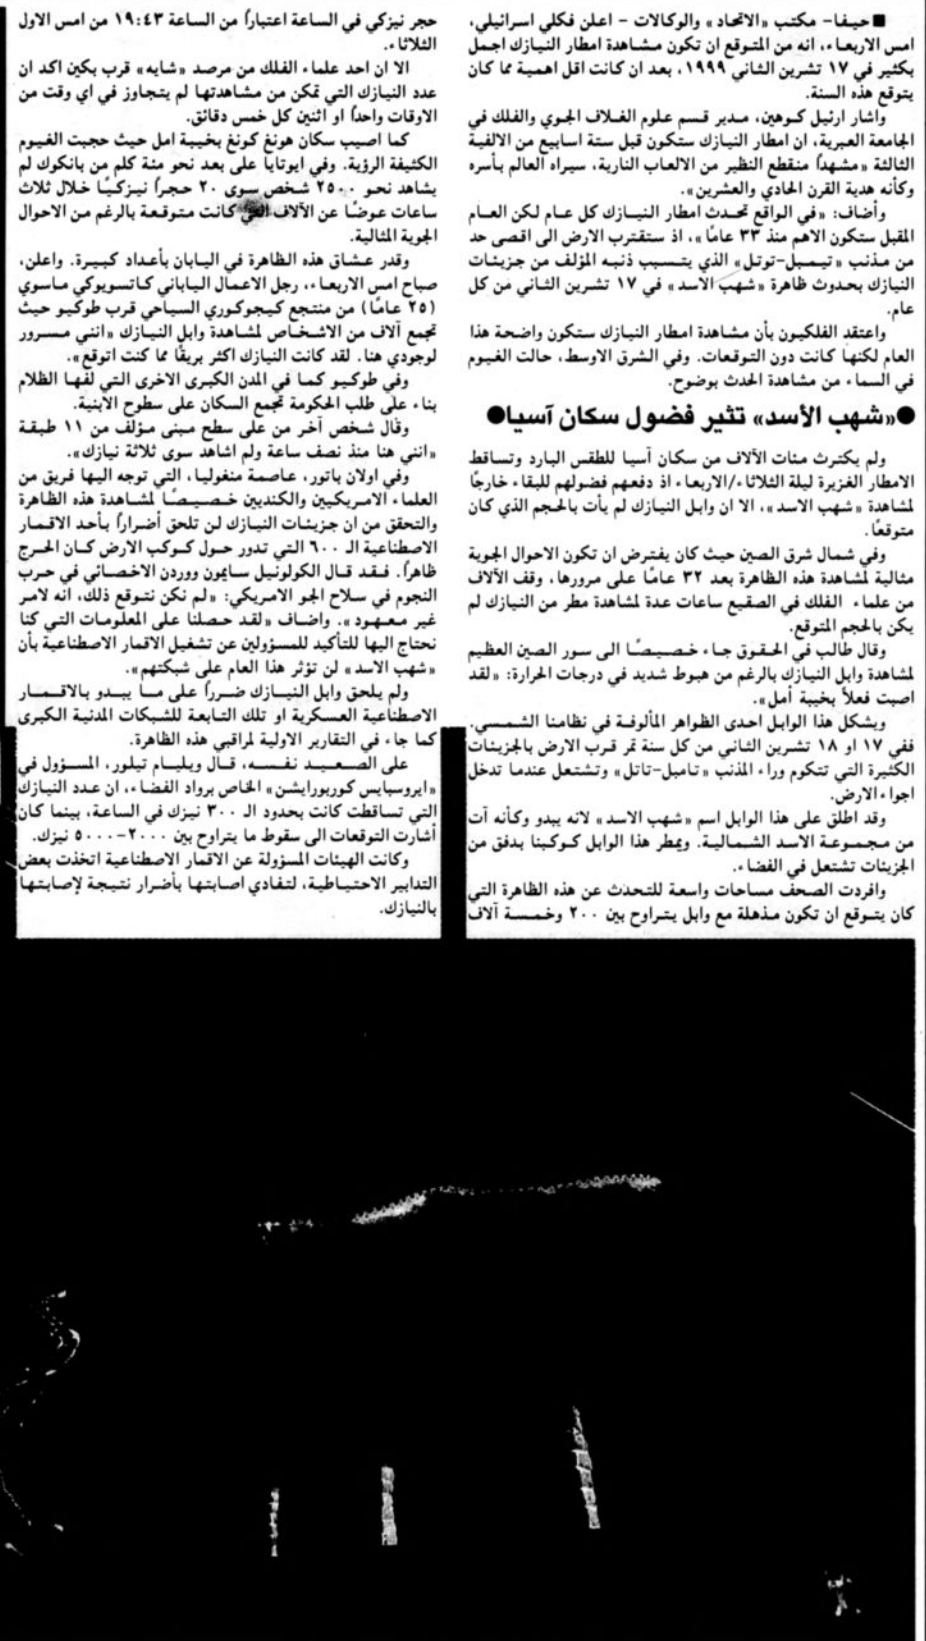 ■ حيفا- مكتب «الاتحاد» والوكالات - اعلن فكلي اسرائيلي،
امس الاربعاء، انه من المتوقع ان تكون مشاهدة امطار النيازك اجمل
بكثير في ١٧ تشرين الثاني ١٩٩٩، بعد ان كانت اقل اهمية مما كان
يتوقع هذه السنة.
واشار ارئيل كوهين، مدير قسم علوم الغلاف الجوي والفلك في
الجامعة العبرية، ان امطار النيازك ستكون قبل ستة اسابيع من الالفية
الثالثة «مشهداً منقطع النظير من الالعاب النارية، سيراه العالم بأسره
وكأنه هدية القرن الحادي والعشرين».
وأضاف: «في الواقع تحدث امطار النيازك كل عام لكن العام
المقبل ستكون الاهم منذ ٣٣ عامًا»، اذ ستقترب الارض الى اقصى حد
من مذنب «تيمبل-توتل» الذي يتسبب ذنبه المؤلف من جزيئات
النيازك بحدوث ظاهرة «شهب الاسد» في ١٧ تشرين الثاني من كل
عام.
واعتقد الفلكيون بأن مشاهدة امطار النيازك ستكون واضحة هذا
العام لكنها كانت دون التوقعات. وفي الشرق الاوسط، حالت الغيوم
في السماء من مشاهدة الحدث بوضوح.
●«شهب الأسد» تثير فضول سكان آسيا●
ولم يكترث مئات الآلاف من سكان آسيا للطقس البارد وتساقط
الامطار الغزيرة ليلة الثلاثاء/الاربعاء اذ دفعهم فضولهم للبقاء خارجًا
لمشاهدة «شهب الاسد»، الا ان وابل النيازك لم يأت بالحجم الذي كان
متوقعًا.
وفي شمال شرق الصين حيث كان يفترض ان تكون الاحوال الجوية
مثالية لمشاهدة هذه الظاهرة بعد ٣٢ عامًا على مرورها، وقف الآلاف
من علماء الفلك في الصقيع ساعات عدة لمشاهدة مطر من النيازك لم
يكن بالحجم المتوقع.
وقال طالب في الحقوق جاء خصيصًا الى سور الصين العظيم
لمشاهدة وابل النيازك بالرغم من هبوط شديد في درجات الحرارة: «لقد
اصبت فعلاً بخيبة أمل».
ويشكل هذا الوابل احدى الظواهر المألوفة في نظامنا الشمسي.
ففي ١٧ او ١٨ تشرين الثاني من كل سنة تمر قرب الارض بالجزيئات
الكثيرة التي تتكوم وراء المذنب «تامبل-تاتل» وتشتعل عندما تدخل
اجواء الارض.
وقد اطلق على هذا الوابل اسم «شهب الاسد» لانه يبدو وكأنه آت
من مجموعة الاسد الشمالية. ويمطر هذا الوابل كوكبنا بدفق من
الجزيئات تشتعل في الفضاء.
وافردت الصحف مساحات واسعة للتحدث عن هذه الظاهرة التي
كان يتوقع ان تكون مذهلة مع وابل يتراوح بين ٢٠٠ وخمسة آلاف
حجر نيزكي في الساعة اعتباراً من الساعة ١٩:٤٣ من امس الاول
الثلاثاء.
الا ان احد علماء الفلك من مرصد «شايه» قرب بكين اكد ان
عدد النيازك التي تمكن من مشاهدتها لم يتجاوز في اي وقت من
الاوقات واحداً او اثنين كل خمس دقائق.
كما اصيب سكان هونغ كونغ بخيبة امل حيث حجبت الغيوم
الكثيفة الرؤية. وفي ايوتايا على بعد نحو مئة كلم من بانكوك لم
يشاهد نحو ٢٥٠٠ شخص سوى ٢٠ حجراً نيزكيًا خلال ثلاث
ساعات عوضًا عن الآلاف التي كانت متوقعة بالرغم من الاحوال
الجوية المثالية.
وقدر عشاق هذه الظاهرة في اليابان بأعداد كبيرة. واعلن،
صباح امس الاربعاء، رجل الاعمال الياباني كاتسويوكي ماسوي
(٢٥ عامًا) من منتجع كيجوكوري السياحي قرب طوكيو حيث
تجمع آلاف من الاشخاص لمشاهدة وابل النيازك «انني مسرور
لوجودي هنا. لقد كانت النيازك اكثر بريقًا مما كنت اتوقع».
وفي طوكيو كما في المدن الكبرى الاخرى التي لفها الظلام
بناء على طلب الحكومة تجمع السكان على سطوح الابنية.
وقال شخص آخر من على سطح مبنى مؤلف من ١١ طبقة
«انني هنا منذ نصف ساعة ولم اشاهد سوى ثلاثة نيازك».
وفي اولان باتور، عاصمة منغوليا، التي توجه اليها فريق من
العلماء الامريكيين والكنديين خصيصًا لمشاهدة هذه الظاهرة
والتحقق من ان جزيئات النيازك لن تلحق أضراراً بأحد الاقمار
الاصطناعية الـ ٦٠٠ التي تدور حول كوكب الارض كان الحرج
ظاهراً. فقد قال الكولونيل سايمون ووردن الاخصائي في حرب
النجوم في سلاح الجو الامريكي: «لم نكن نتوقع ذلك، انه لامر
غير معهود». واضاف «لقد حصلنا على المعلومات التي كنا
نحتاج اليها للتأكيد للمسؤولين عن تشغيل الاقمار الاصطناعية بأن
«شهب الاسد» لن تؤثر هذا العام على شبكتهم».
ولم يلحق وابل النيازك ضرراً على ما يبدو بالاقمار
الاصطناعية العسكرية او تلك التابعة للشبكات المدنية الكبرى
كما جاء في التقارير الاولية لمراقبي هذه الظاهرة.
على الصعيد نفسه، قال ويليام تيلور، المسؤول في
«ايروسبايس كوربورايشن» الخاص برواد الفضاء، ان عدد النيازك
التي تساقطت كانت بحدود الـ ٣٠٠ نيزك في الساعة، بينما كان
أشارت التوقعات الى سقوط ما يتراوح بين ٢٠٠٠-٥٠٠٠ نيزك.
وكانت الهيئات المسؤولة عن الاقمار الاصطناعية اتخذت بعض
التدابير الاحتياطية، لتفادي اصابتها بأضرار نتيجة لإصابتها
بالنيازك.